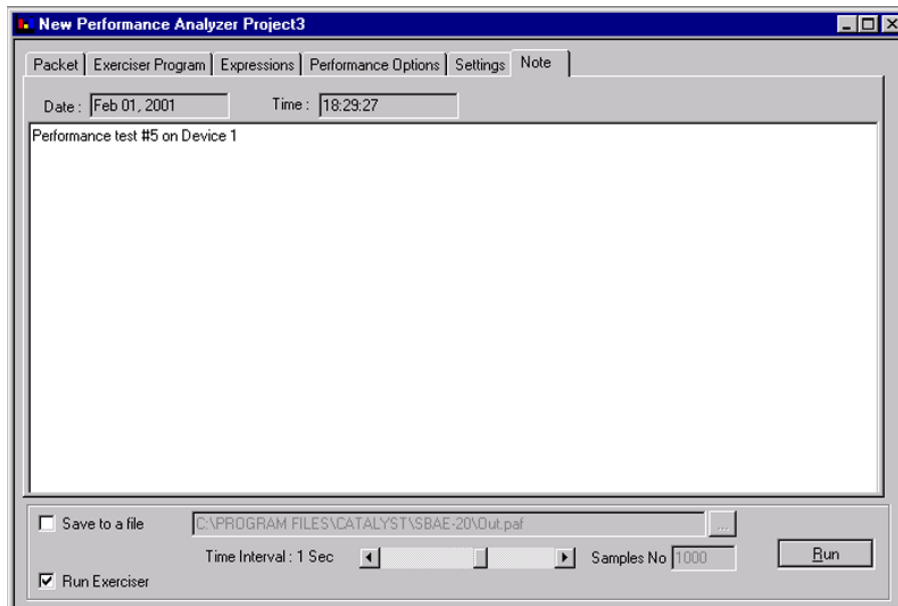 New Performance Analyzer Project3
Packet Exerciser Program Expressions Performance Options Settings Note
Date : Feb 01, 2001 Time : 18:29:27
Performance test #5 on Device 1
Save to a file C:\PROGRAM FILES\CATALYST\SBAE-20\Out.paf ...
Time Interval : 1 Sec Samples No 1000 Run
Run Exerciser